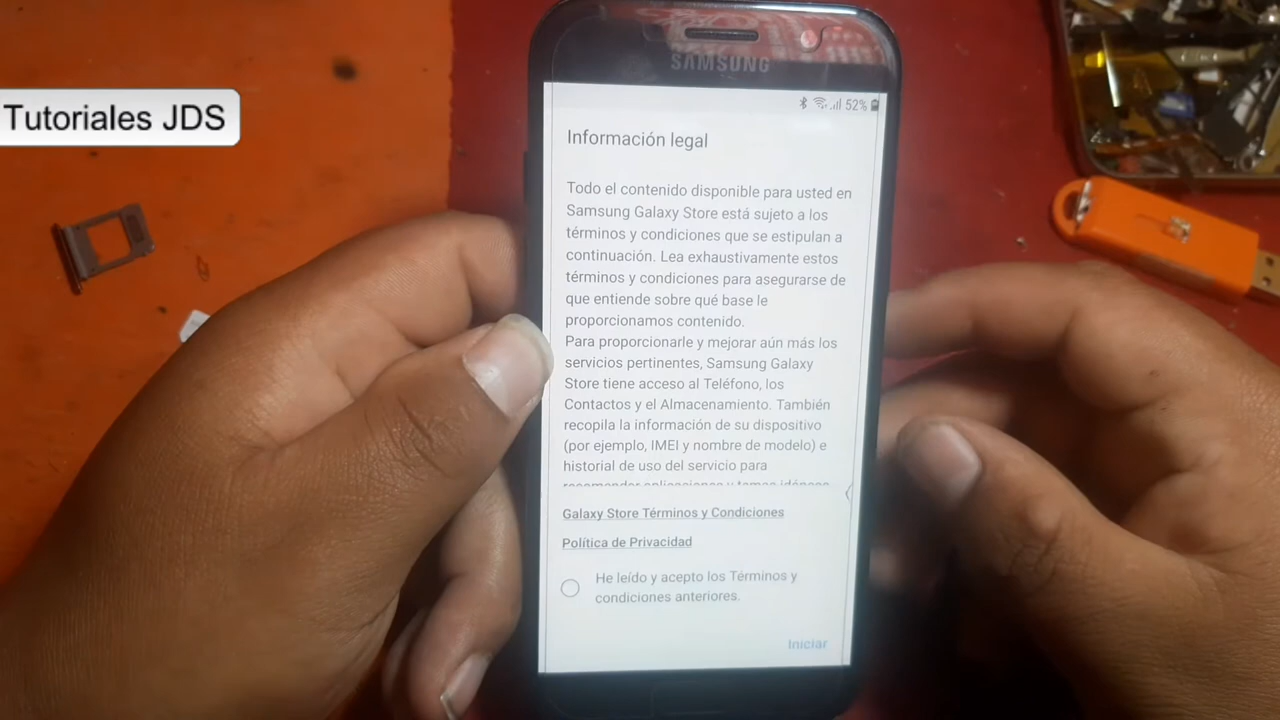 Tutoriales JDS
SAMSUNG
52%
Información legal
Todo el contenido disponible para usted en
Samsung Galaxy Store está sujeto a los
términos y condiciones que se estipulan a
continuación. Lea exhaustivamente estos
términos y condiciones para asegurarse de
que entiende sobre qué base le
proporcionamos contenido.
Para proporcionarle y mejorar aún más los
servicios pertinentes, Samsung Galaxy
Store tiene acceso al Teléfono, los
Contactos y el Almacenamiento. También
recopila la información de su dispositivo
(por ejemplo, IMEI y nombre de modelo) e
historial de uso del servicio para
Galaxy Store Términos y Condiciones
Política de Privacidad
He leído y acepto los Términos y
condiciones anteriores.
Iniciar